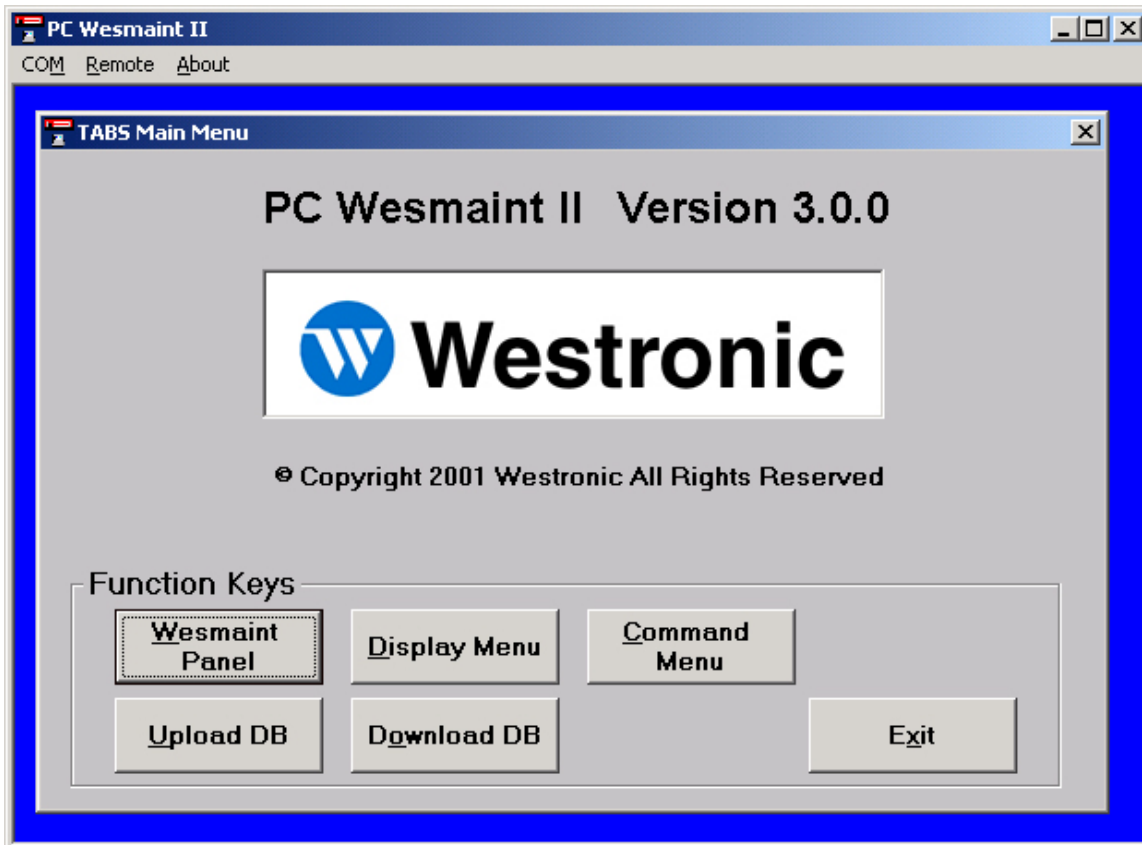 PC Wesmaint II
COM Remote About
TABS Main Menu
PC Wesmaint II Version 3.0.0
W Westronic
© Copyright 2001 Westronic All Rights Reserved
Function Keys
Wesmaint
Panel
Display Menu
Command
Menu
Upload DB
Download DB
Exit